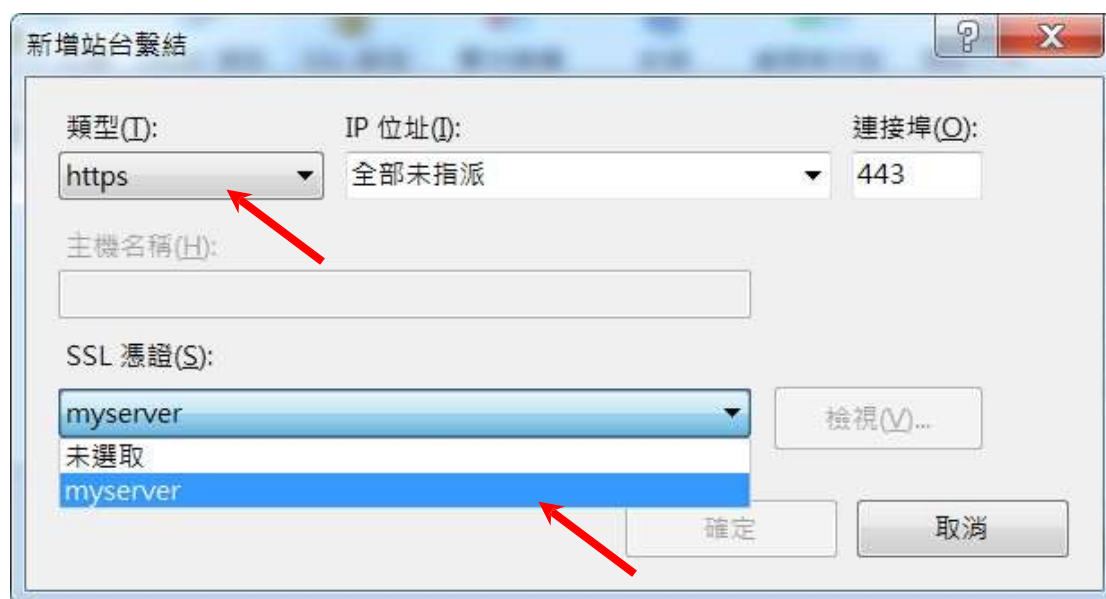 新增站台繫結
類型(T): IP 位址(I): 連接埠(O):
https 全部未指派 443
主機名稱(H):
SSL 憑證(S):
myserver 檢視(V)...
未選取
myserver
確定 取消